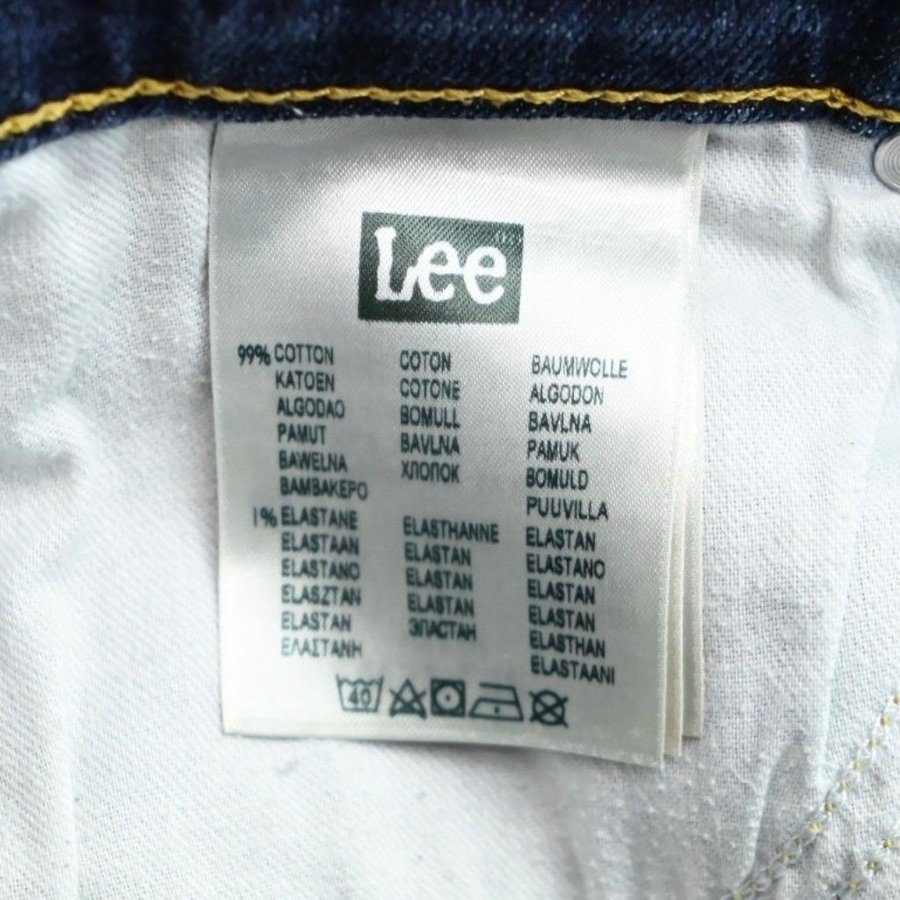 Lee
99% COTTON COTON BAUMWOLLE
KATOEN COTONE ALGODON
ALGODAO BOMULL BAVLNA
PAMUT BAVLNA PAMUK
BAWELNA ХЛОПОК BOMULD
BAMBAKEPO PUUVILLA
1% ELASTANE ELASTHANNE ELASTAN
ELASTAAN ELASTAN ELASTANO
ELASTANO ELASTAN ELASTAN
ELASZTAN ELASTAN ELASTAN
ELASTAN ЭЛАСТАН ELASTHAN
ΕΛΑΣΤΑΝΗ ELASTAANI
40